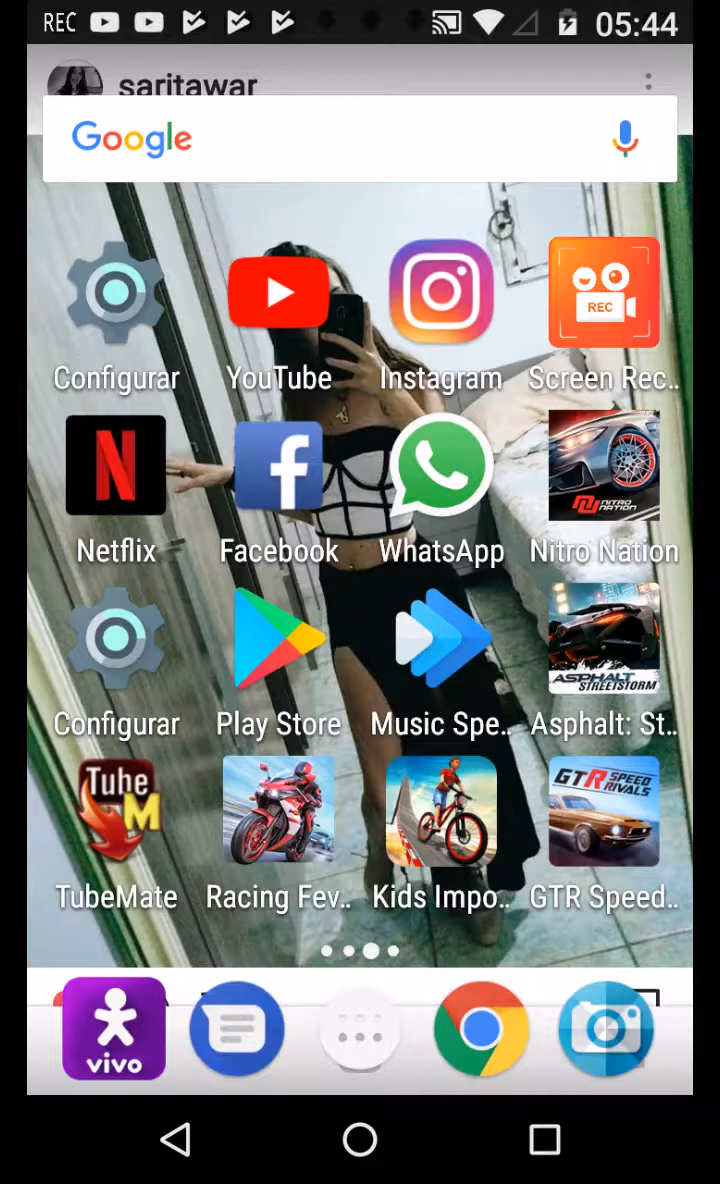 REC 05:44
saritawar
Google
REC
Configurar YouTube Instagram Screen Rec..
NITRO NATION
Netflix Facebook WhatsApp Nitro Nation
ASPHALT STREETSTORM
Configurar Play Store Music Spe.. Asphalt: St..
Tube M
GTR SPEED RIVALS
TubeMate Racing Fev.. Kids Impo.. GTR Speed..
vivo